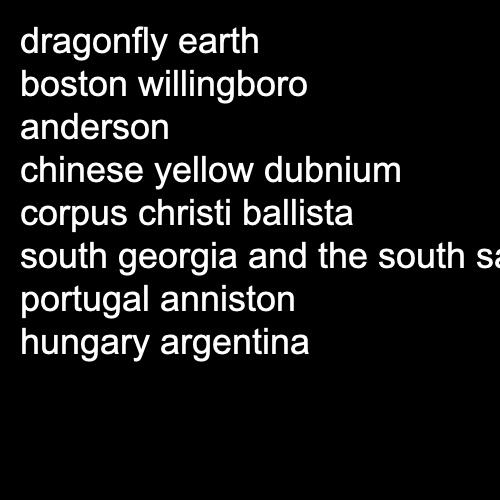 dragonfly earth
boston willingboro
anderson
chinese yellow dubnium
corpus christi ballista
south georgia and the south
portugal anniston
hungary argentina